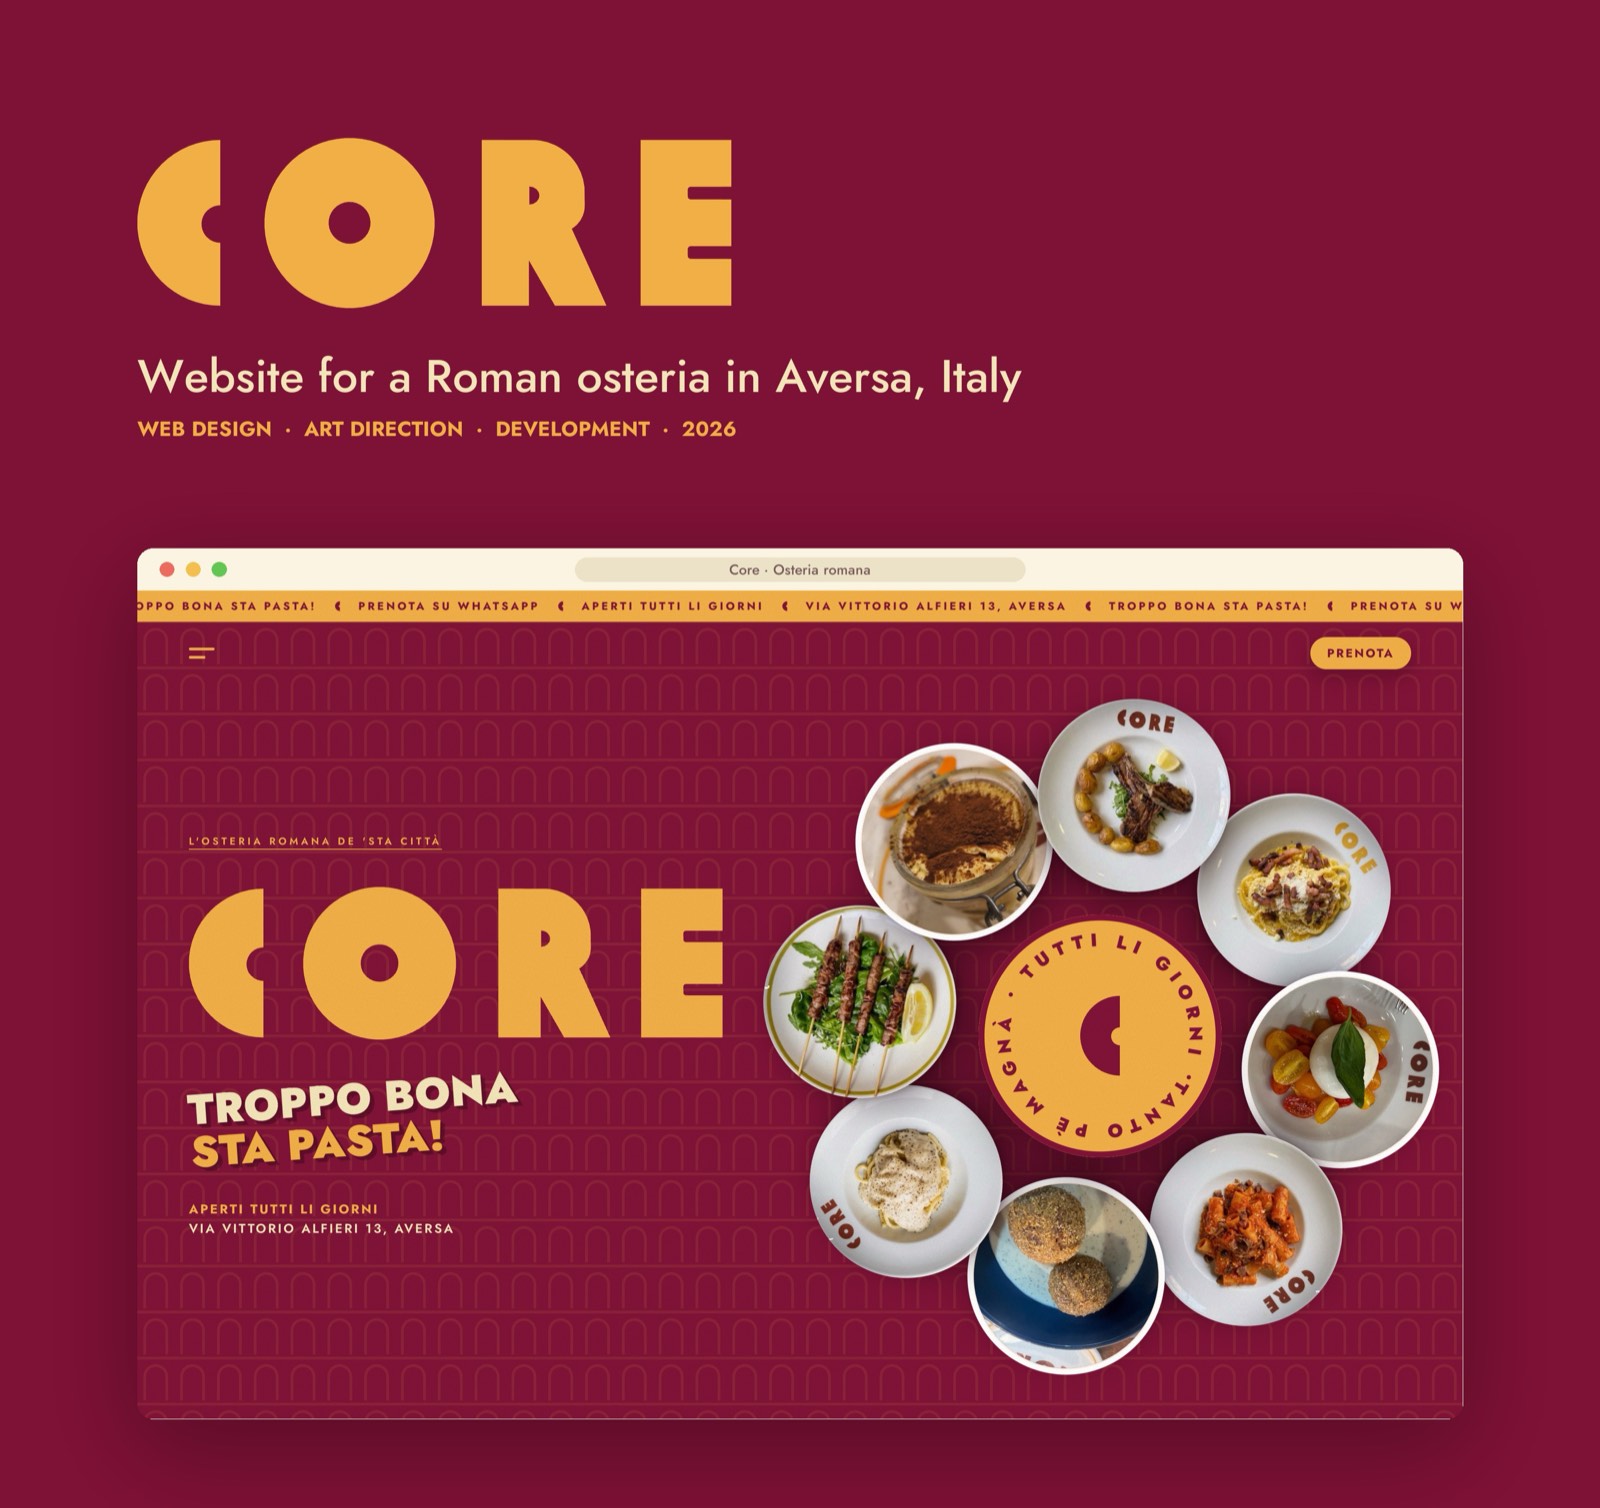 CORE
Website for a Roman osteria in Aversa, Italy
WEB DESIGN · ART DIRECTION · DEVELOPMENT · 2026
Core · Osteria romana
OPPO BONA STA PASTA! PRENOTA SU WHATSAPP APERTI TUTTI LI GIORNI VIA VITTORIO ALFIERI 13, AVERSA TROPPO BONA STA PASTA! PRENOTA SU W
PRENOTA
L'OSTERIA ROMANA DE 'STA CITTÀ
CORE
TROPPO BONA
STA PASTA!
APERTI TUTTI LI GIORNI
VIA VITTORIO ALFIERI 13, AVERSA
CORE
CORE
TUTTI LI GIORNI · TANTO PÈ MAGNÀ ·
C
CORE
CORE
CORE